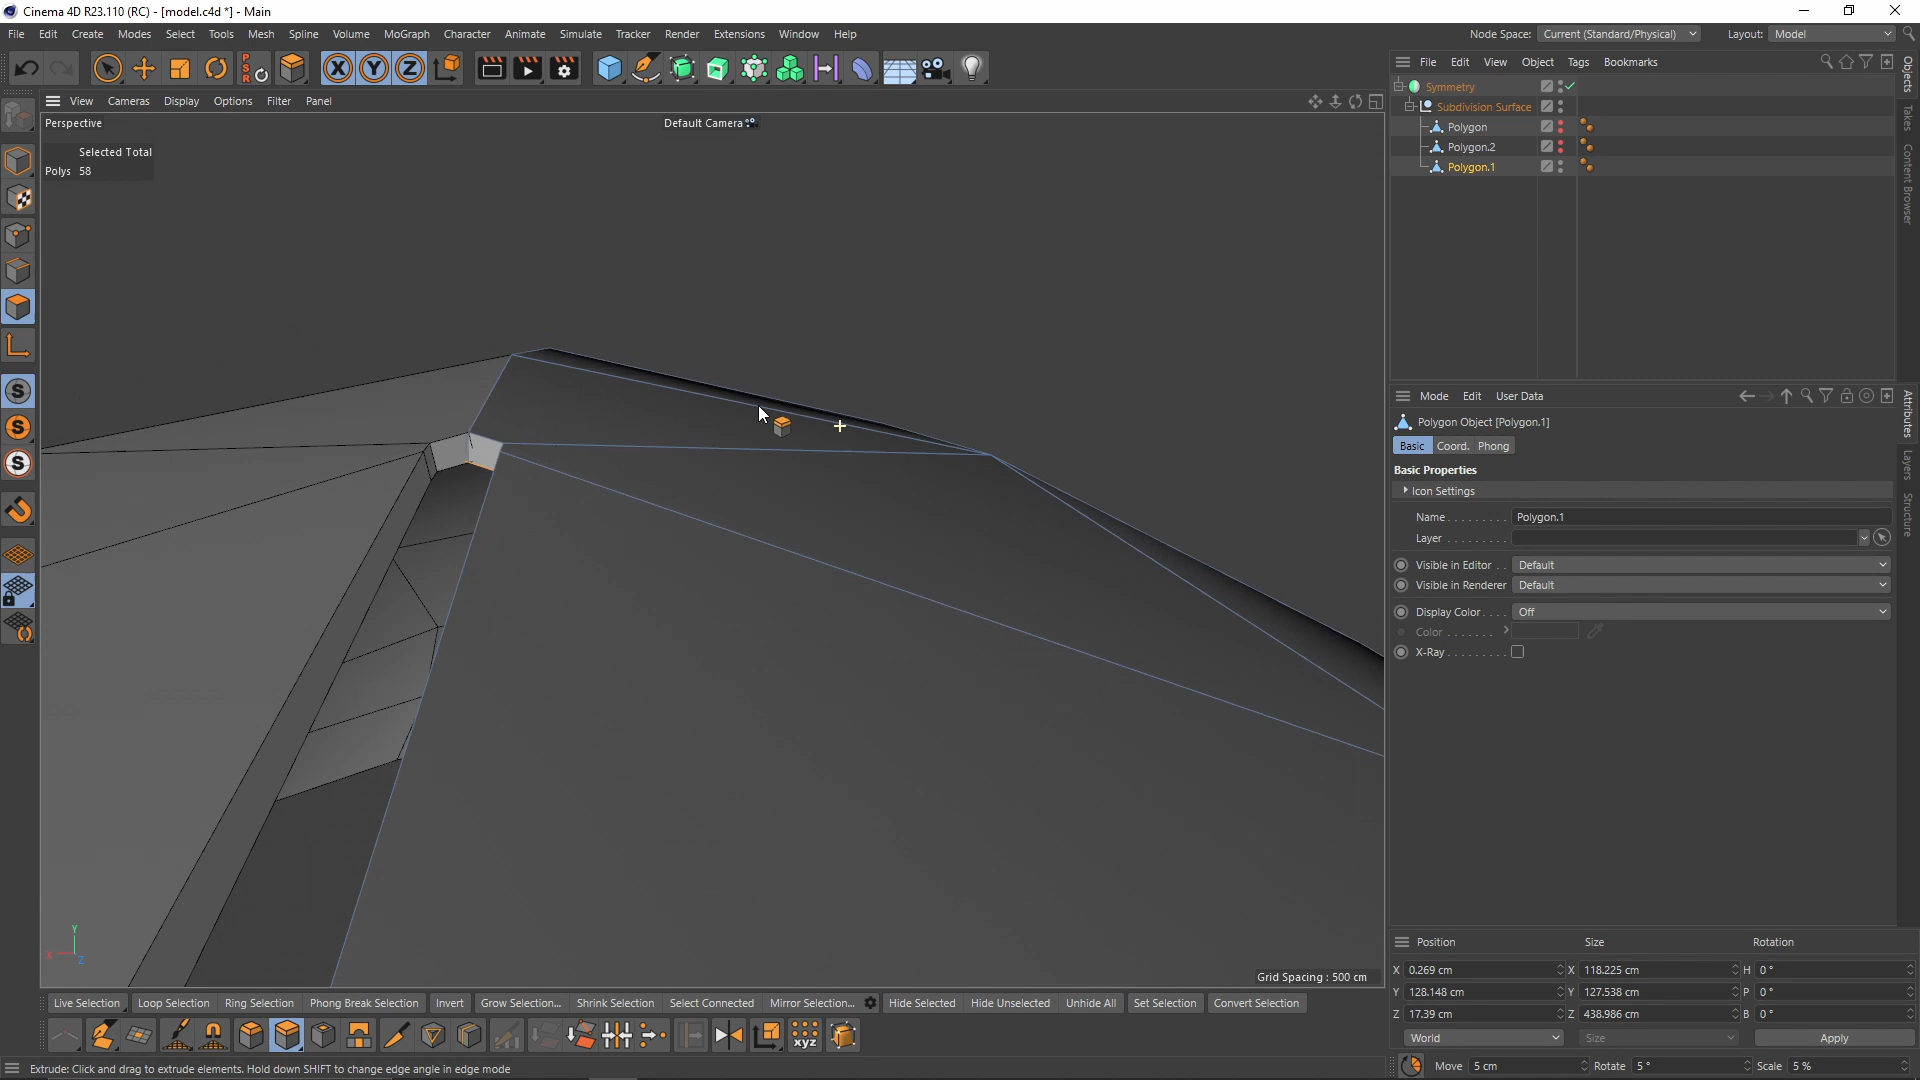 Cinema 4D R23.110 (RC) - [model.c4d *] - Main
File Edit Create Modes Select Tools Mesh Spline Volume MoGraph Character Animate Simulate Tracker Render Extensions Window Help
Node Space: Current (Standard/Physical) Layout: Model
PSR X Y Z
File Edit View Object Tags Bookmarks
View Cameras Display Options Filter Panel
Perspective Default Camera
Selected Total
Polys 58
Symmetry
Subdivision Surface
Polygon
Polygon.2
Polygon.1
Objects
Takes
Content Browser
S
S
S
Mode Edit User Data
Polygon Object [Polygon.1]
Basic Coord. Phong
Basic Properties
Icon Settings
Name Polygon.1
Layer
Visible in Editor Default
Visible in Renderer Default
Display Color Off
Color
X-Ray
Attributes
Layers
Structure
Y
X Z
Grid Spacing : 500 cm
Position Size Rotation
X 0.269 cm X 118.225 cm H 0°
Y 128.148 cm Y 127.538 cm P 0°
Z 17.39 cm Z 438.986 cm B 0°
World Size Apply
Live Selection Loop Selection Ring Selection Phong Break Selection Invert Grow Selection... Shrink Selection Select Connected Mirror Selection... Hide Selected Hide Unselected Unhide All Set Selection Convert Selection
xyz
Extrude: Click and drag to extrude elements. Hold down SHIFT to change edge angle in edge mode
Move 5 cm Rotate 5° Scale 5 %